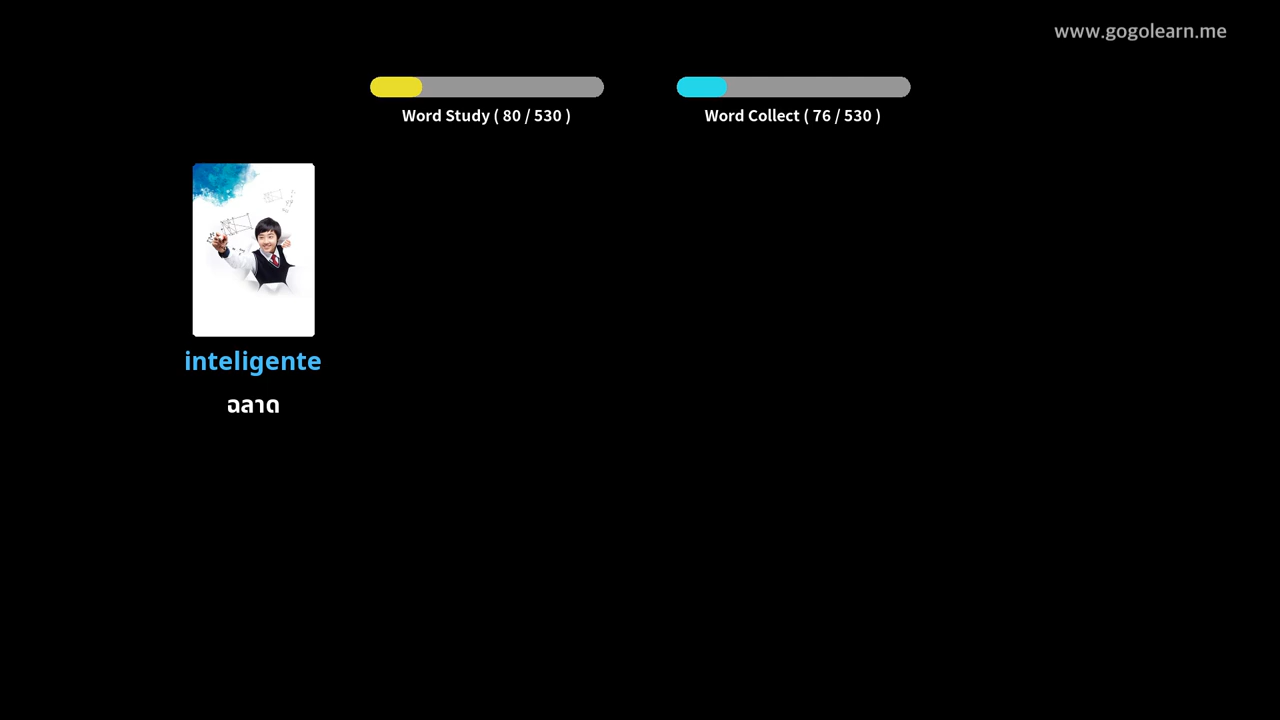 www.gogolearn.me
Word Study ( 80 / 530 )
Word Collect ( 76 / 530 )
inteligente
ฉลาด